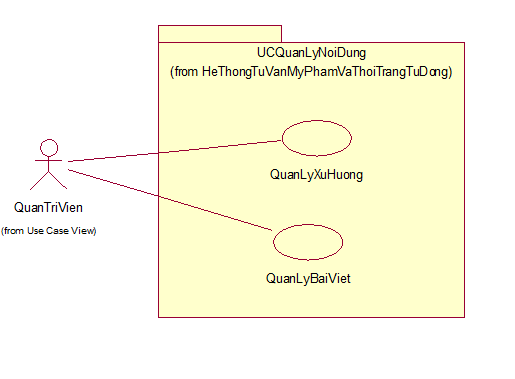 UCQuanLyNoiDung
(from HeThongTuVanMyPhamVaThoiTrangTuDong)
QuanLyXuHuong
QuanTriVien
(from Use Case View)
QuanLyBaiViet